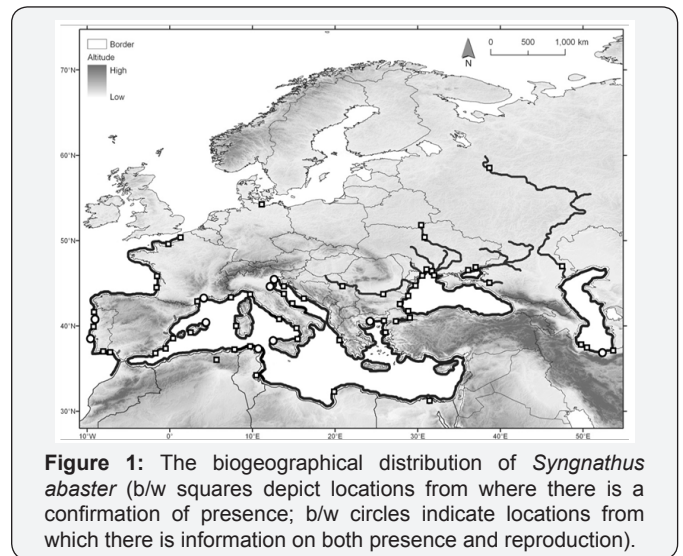 Border
Altitude
High
Low
N
0 500 1,000 km
70°N
60°N
50°N
40°N
30°N
10°W 0° 10°E 20°E 30°E 40°E 50°E
Figure 1: The biogeographical distribution of Syngnathus
abaster (b/w squares depict locations from where there is a
confirmation of presence; b/w circles indicate locations from
which there is information on both presence and reproduction).